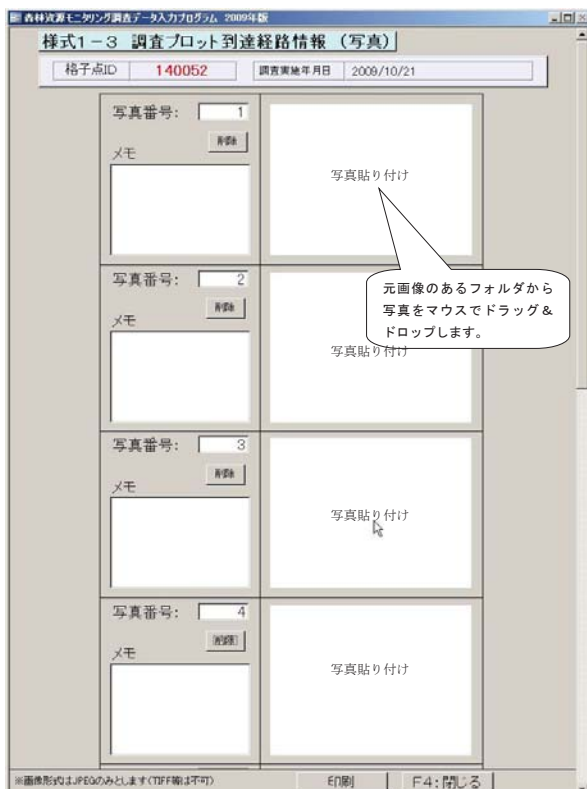 森林資源モニタリング調査データ入力プログラム 2009年版
様式1-3 調査プロット到達経路情報 (写真)
格子点ID 140052 調査実施年月日 2009/10/21
写真番号: 1
削除
メモ
写真貼り付け
元画像のあるフォルダから
写真をマウスでドラッグ&
ドロップします。
写真番号: 2
削除
メモ
写真貼り付け
写真番号: 3
削除
メモ
写真貼り付け
写真番号: 4
削除
メモ
写真貼り付け
※画像形式はJPEGのみとします(TIFF等は不可)
印刷 F4:閉じる